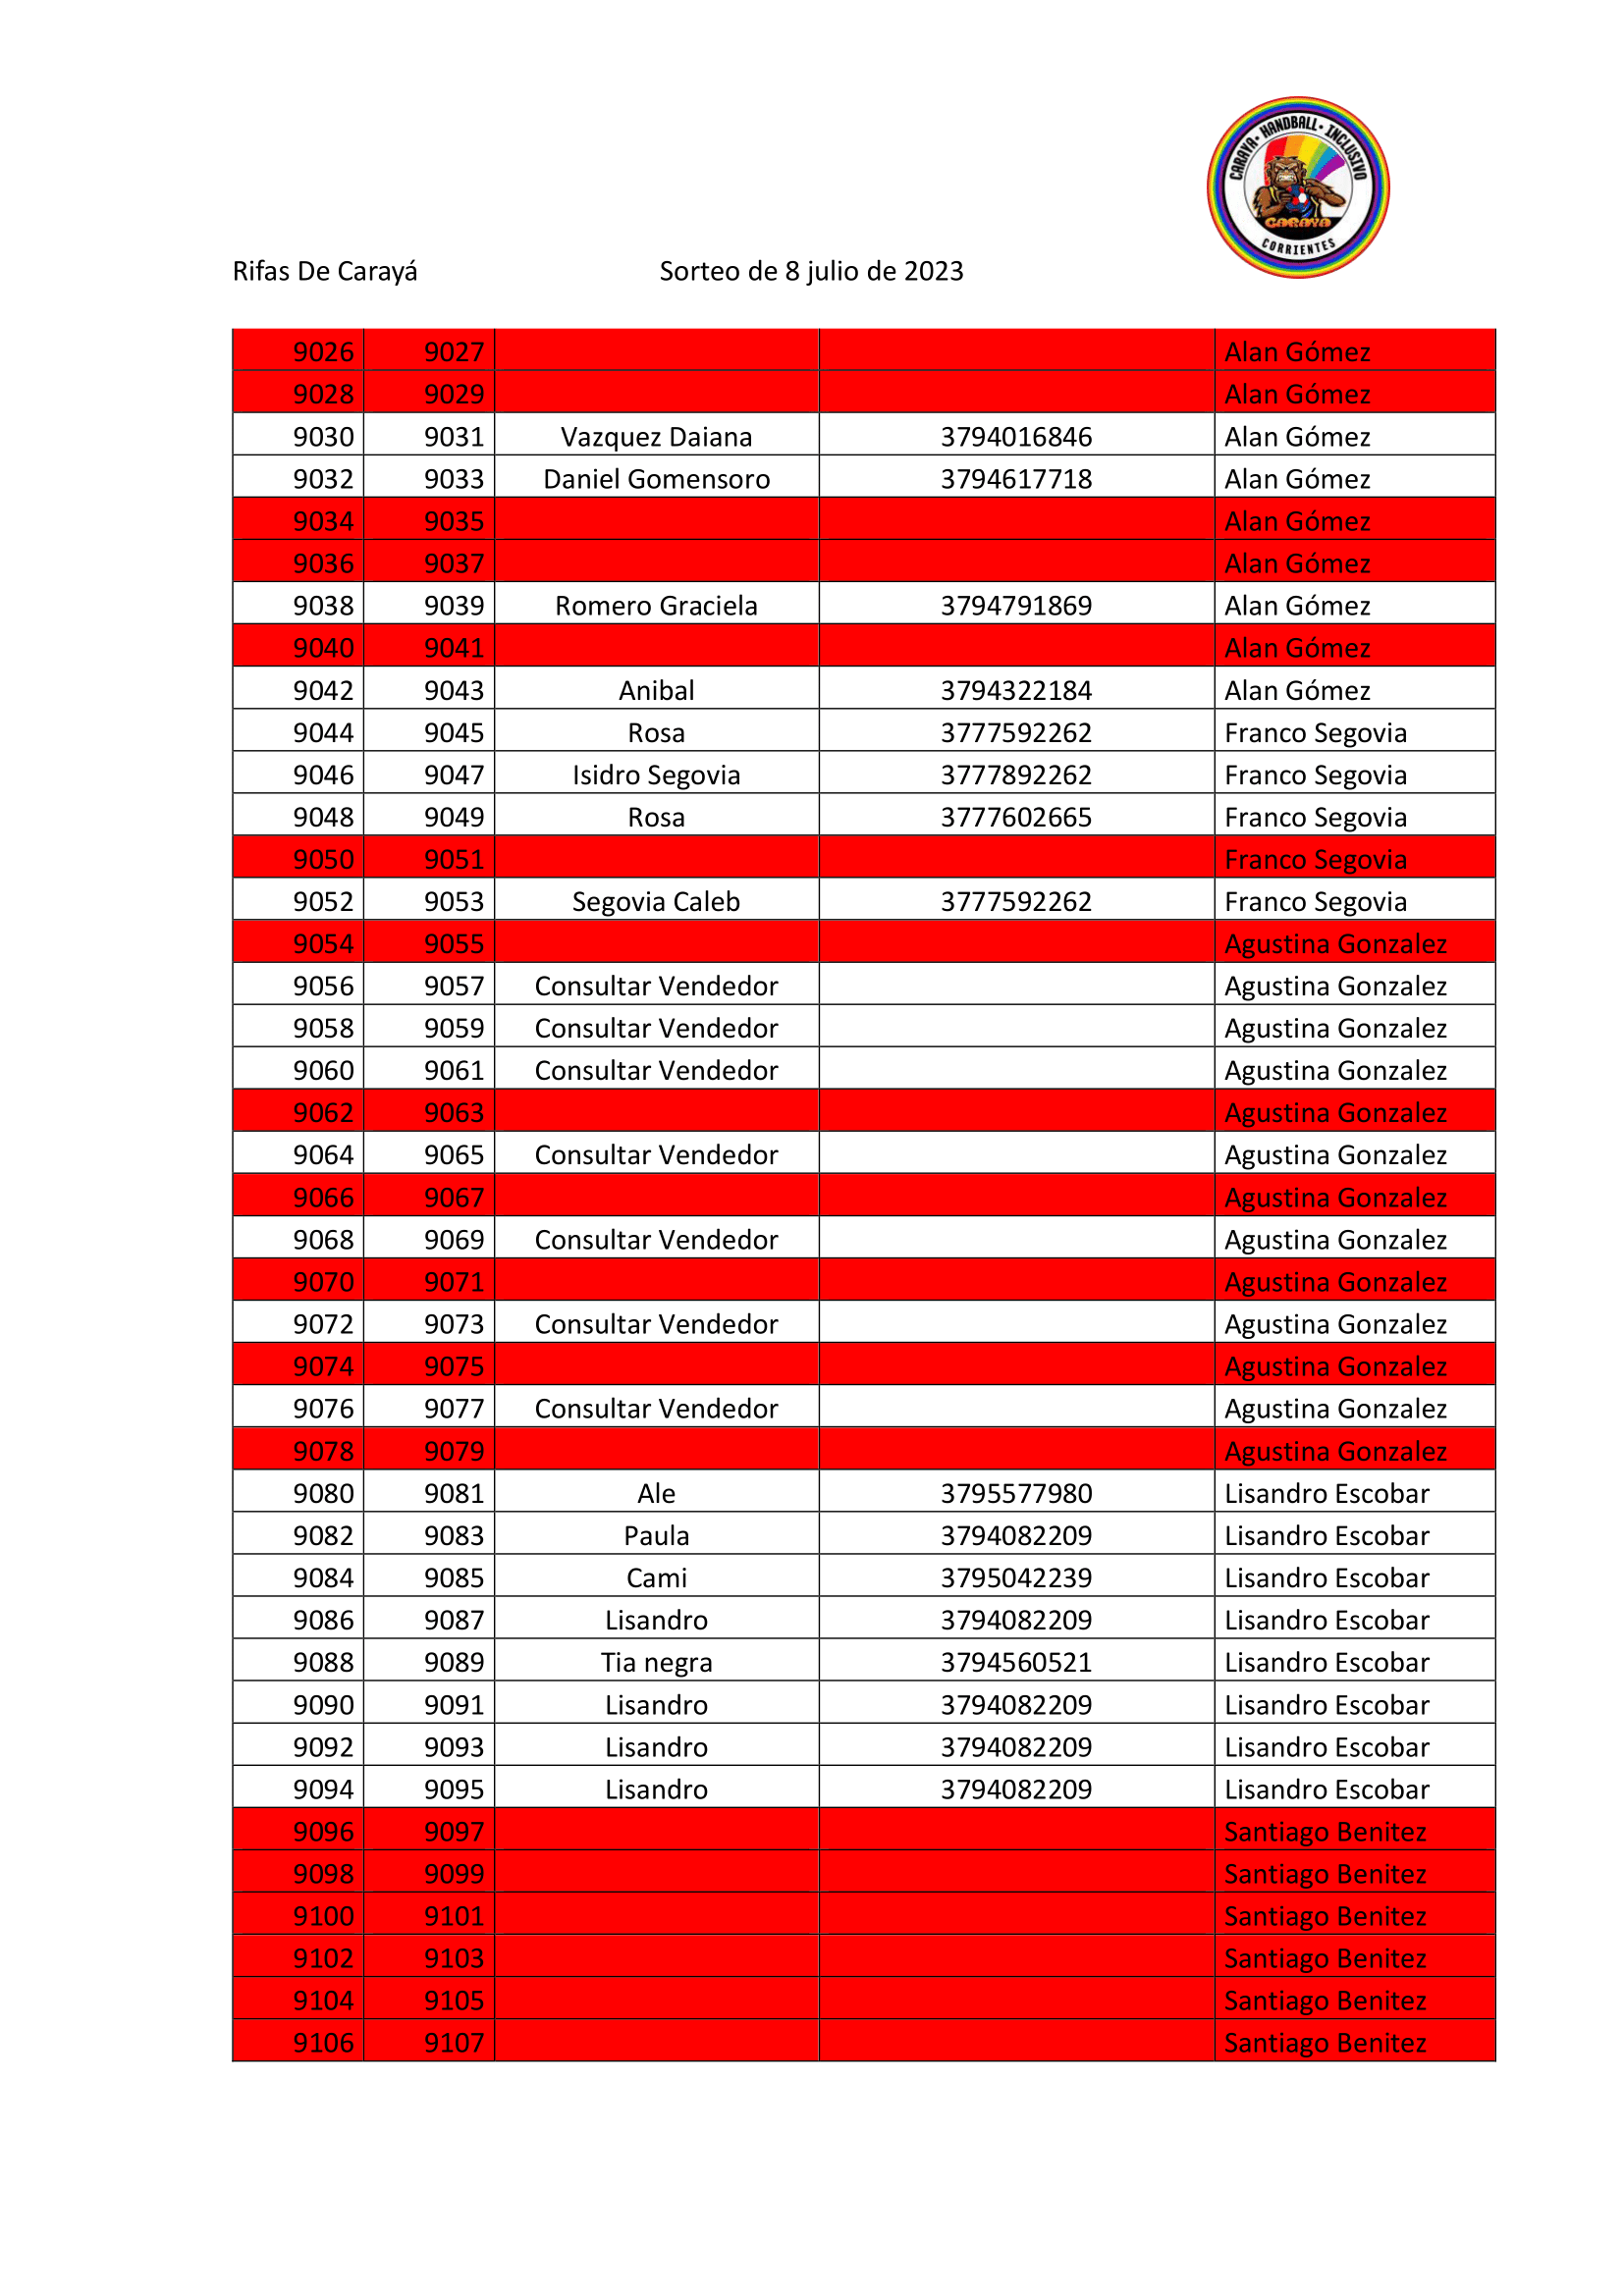 CARAYA • HANDBALL • INCLUSIVO
CARAYA
CORRIENTES
Rifas De Carayá Sorteo de 8 julio de 2023
9026 9027 Alan Gómez
9028 9029 Alan Gómez
9030 9031 Vazquez Daiana 3794016846 Alan Gómez
9032 9033 Daniel Gomensoro 3794617718 Alan Gómez
9034 9035 Alan Gómez
9036 9037 Alan Gómez
9038 9039 Romero Graciela 3794791869 Alan Gómez
9040 9041 Alan Gómez
9042 9043 Anibal 3794322184 Alan Gómez
9044 9045 Rosa 3777592262 Franco Segovia
9046 9047 Isidro Segovia 3777892262 Franco Segovia
9048 9049 Rosa 3777602665 Franco Segovia
9050 9051 Franco Segovia
9052 9053 Segovia Caleb 3777592262 Franco Segovia
9054 9055 Agustina Gonzalez
9056 9057 Consultar Vendedor Agustina Gonzalez
9058 9059 Consultar Vendedor Agustina Gonzalez
9060 9061 Consultar Vendedor Agustina Gonzalez
9062 9063 Agustina Gonzalez
9064 9065 Consultar Vendedor Agustina Gonzalez
9066 9067 Agustina Gonzalez
9068 9069 Consultar Vendedor Agustina Gonzalez
9070 9071 Agustina Gonzalez
9072 9073 Consultar Vendedor Agustina Gonzalez
9074 9075 Agustina Gonzalez
9076 9077 Consultar Vendedor Agustina Gonzalez
9078 9079 Agustina Gonzalez
9080 9081 Ale 3795577980 Lisandro Escobar
9082 9083 Paula 3794082209 Lisandro Escobar
9084 9085 Cami 3795042239 Lisandro Escobar
9086 9087 Lisandro 3794082209 Lisandro Escobar
9088 9089 Tia negra 3794560521 Lisandro Escobar
9090 9091 Lisandro 3794082209 Lisandro Escobar
9092 9093 Lisandro 3794082209 Lisandro Escobar
9094 9095 Lisandro 3794082209 Lisandro Escobar
9096 9097 Santiago Benitez
9098 9099 Santiago Benitez
9100 9101 Santiago Benitez
9102 9103 Santiago Benitez
9104 9105 Santiago Benitez
9106 9107 Santiago Benitez